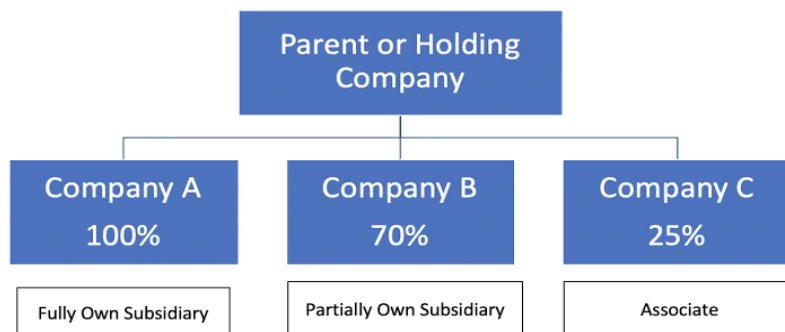 Parent or Holding
Company
Company A
100%
Company B
70%
Company C
25%
Fully Own Subsidiary
Partially Own Subsidiary
Associate